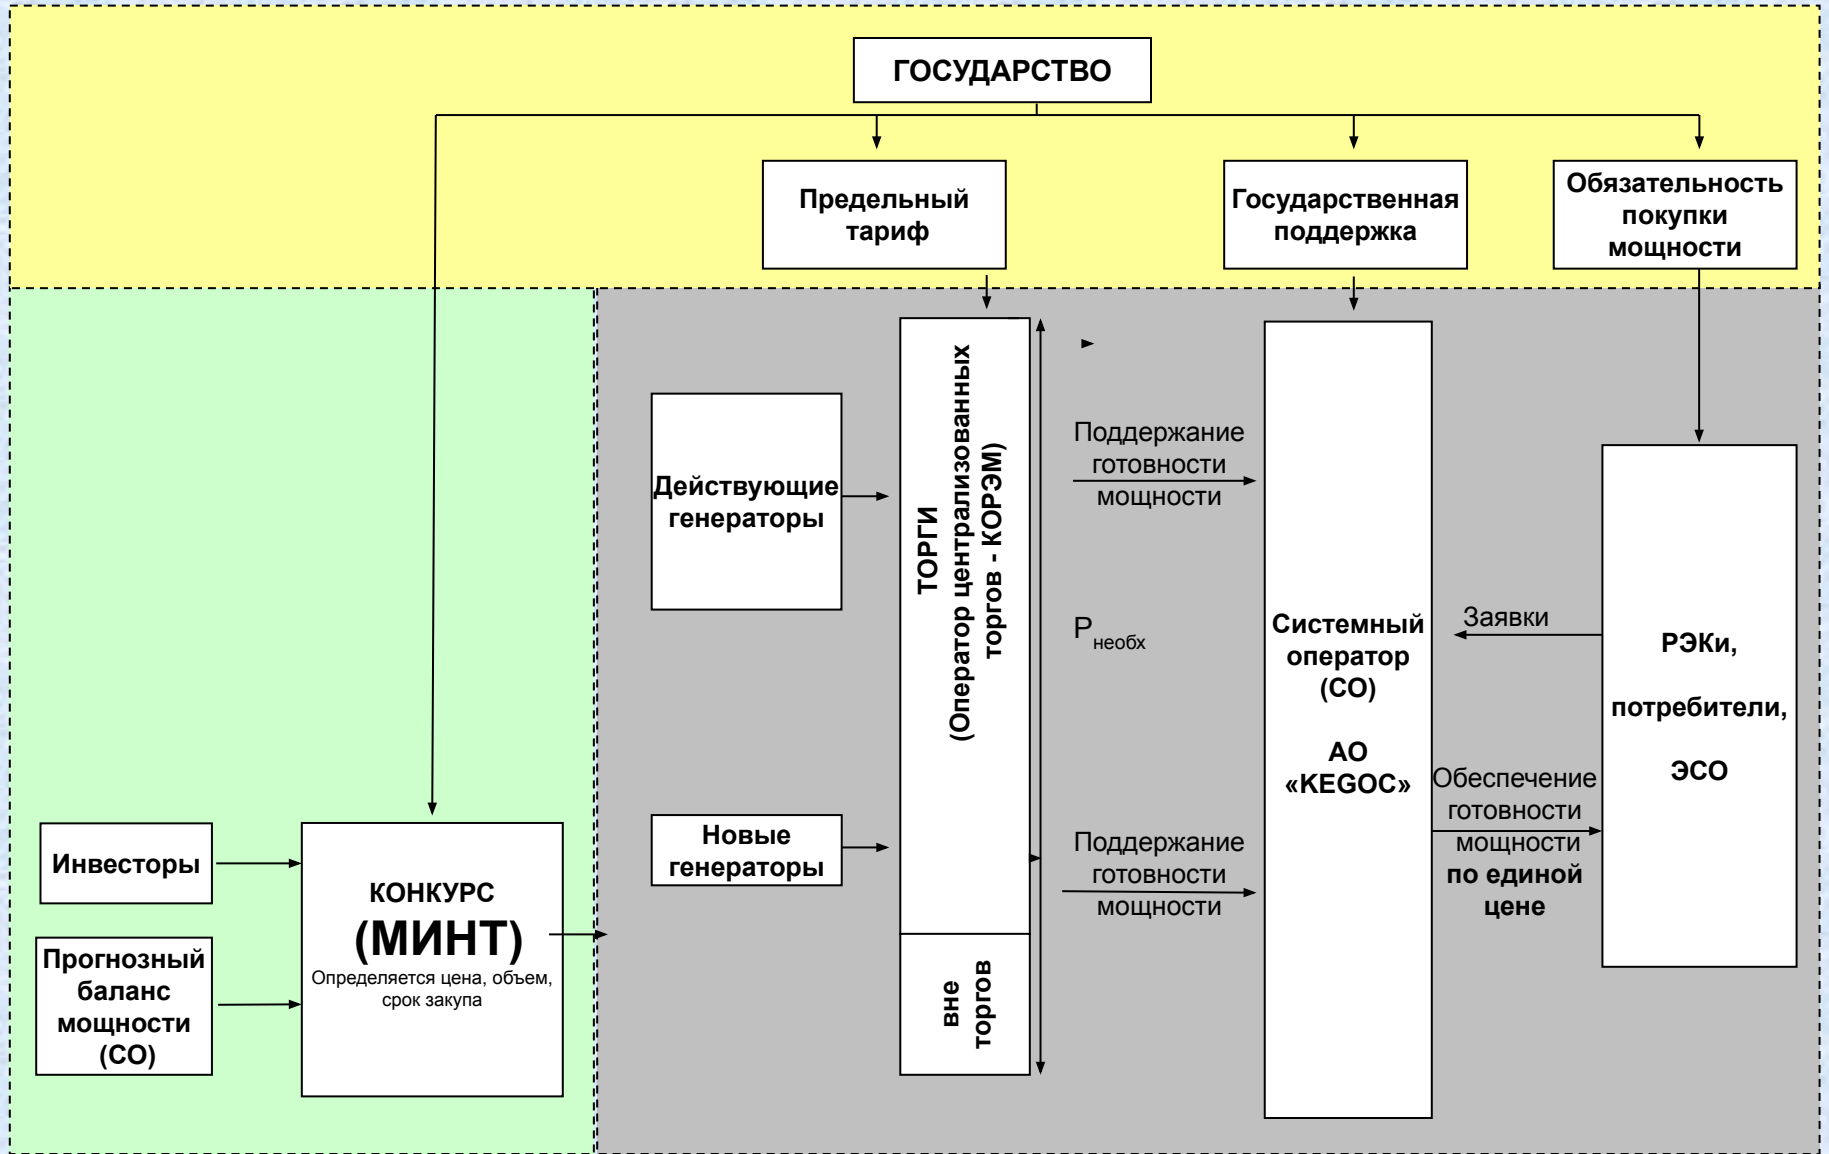 ГОСУДАРСТВО
Предельный
тариф
Государственная
поддержка
Обязательность
покупки
мощности
Действующие
генераторы
Новые
генераторы
ТОРГИ
(Оператор централизованных
торгов - КОРЭМ)
вне
торгов
Поддержание
готовности
мощности
Р необх
Поддержание
готовности
мощности
Системный
оператор
(СО)
АО
«KEGOC»
Заявки
Обеспечение
готовности
мощности
по единой
цене
РЭКи,
потребители,
ЭСО
Инвесторы
Прогнозный
баланс
мощности
(СО)
КОНКУРС
(МИНТ)
Определяется цена, объем,
срок закупа